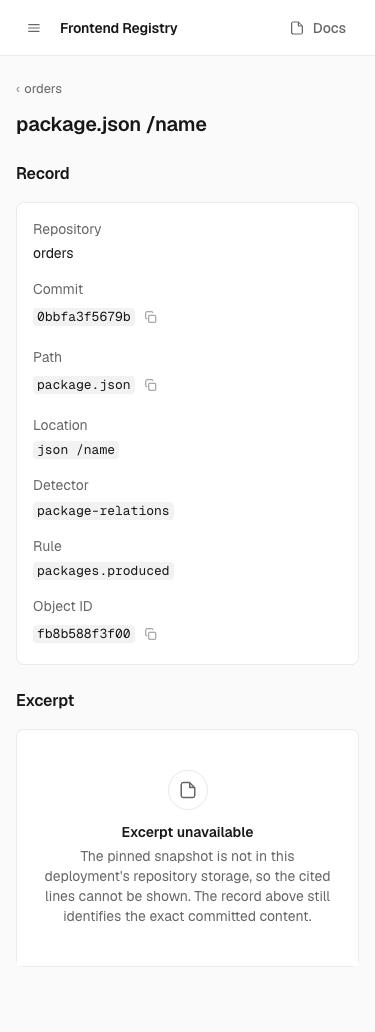 Frontend Registry
Docs
‹ orders
package.json /name
Record
Repository
orders
Commit
0bbfa3f5679b
Path
package.json
Location
json /name
Detector
package-relations
Rule
packages.produced
Object ID
fb8b588f3f00
Excerpt
Excerpt unavailable
The pinned snapshot is not in this
deployment's repository storage, so the cited
lines cannot be shown. The record above still
identifies the exact committed content.